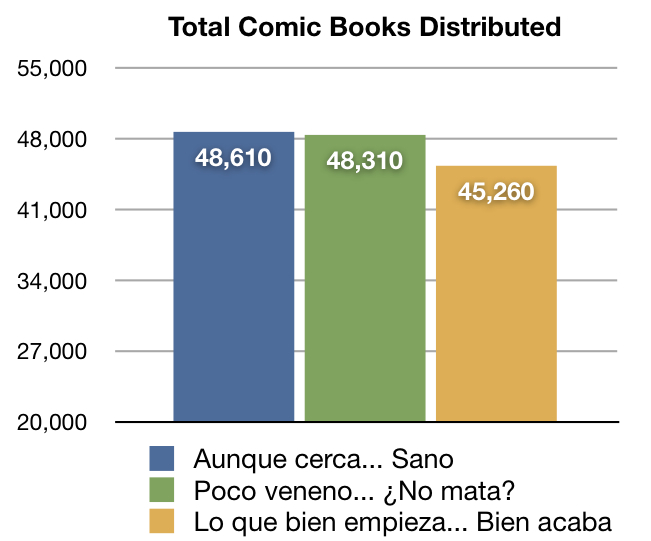 Total Comic Books Distributed
55,000
48,000
41,000
34,000
27,000
20,000
48,610
48,310
45,260
Aunque cerca... Sano
Poco veneno... ¿No mata?
Lo que bien empieza... Bien acaba